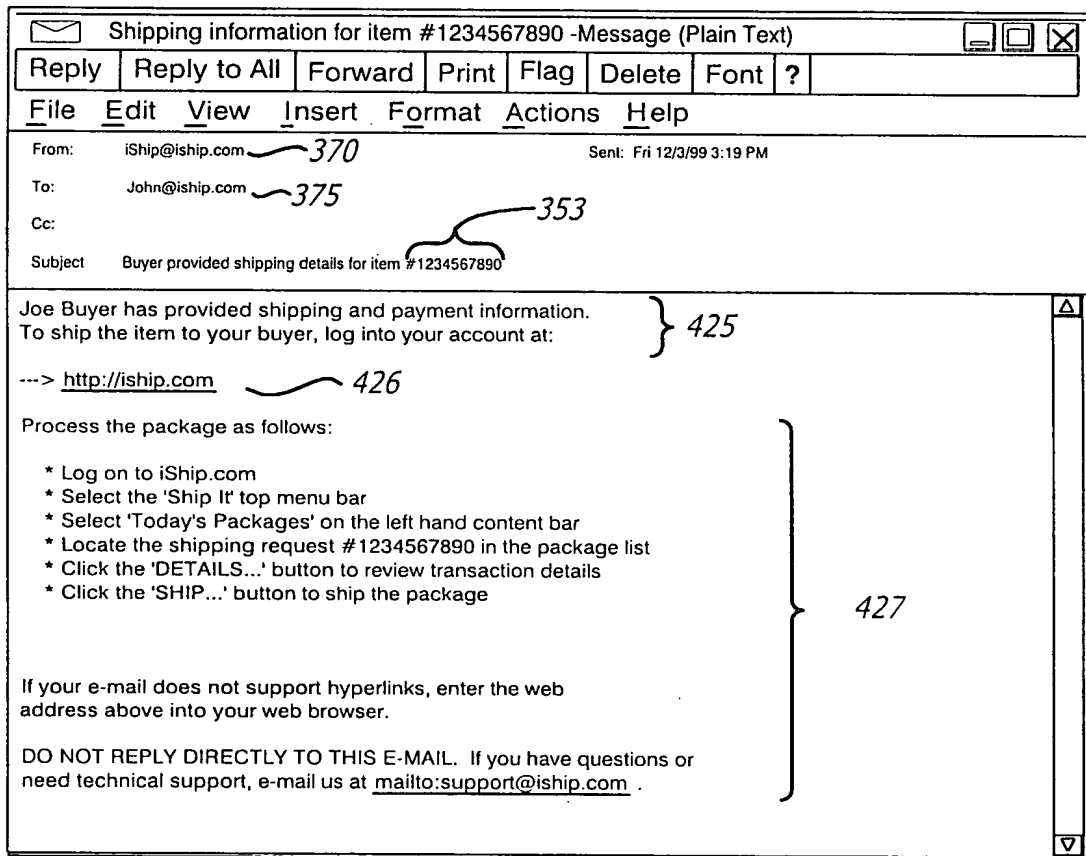 Shipping information for item #1234567890 -Message (Plain Text)
Reply Reply to All Forward Print Flag Delete Font ?
File Edit View Insert Format Actions Help
From: iShip@iship.com 370 Sent: Fri 12/3/99 3:19 PM
To: John@iship.com 375
Cc: 353
Subject Buyer provided shipping details for item #1234567890
Joe Buyer has provided shipping and payment information.
To ship the item to your buyer, log into your account at: 425
---> http://iship.com 426
Process the package as follows:
* Log on to iShip.com
* Select the 'Ship It' top menu bar
* Select 'Today's Packages' on the left hand content bar
* Locate the shipping request #1234567890 in the package list
* Click the 'DETAILS...' button to review transaction details
* Click the 'SHIP...' button to ship the package
427
If your e-mail does not support hyperlinks, enter the web
address above into your web browser.
DO NOT REPLY DIRECTLY TO THIS E-MAIL. If you have questions or
need technical support, e-mail us at mailto:support@iship.com .